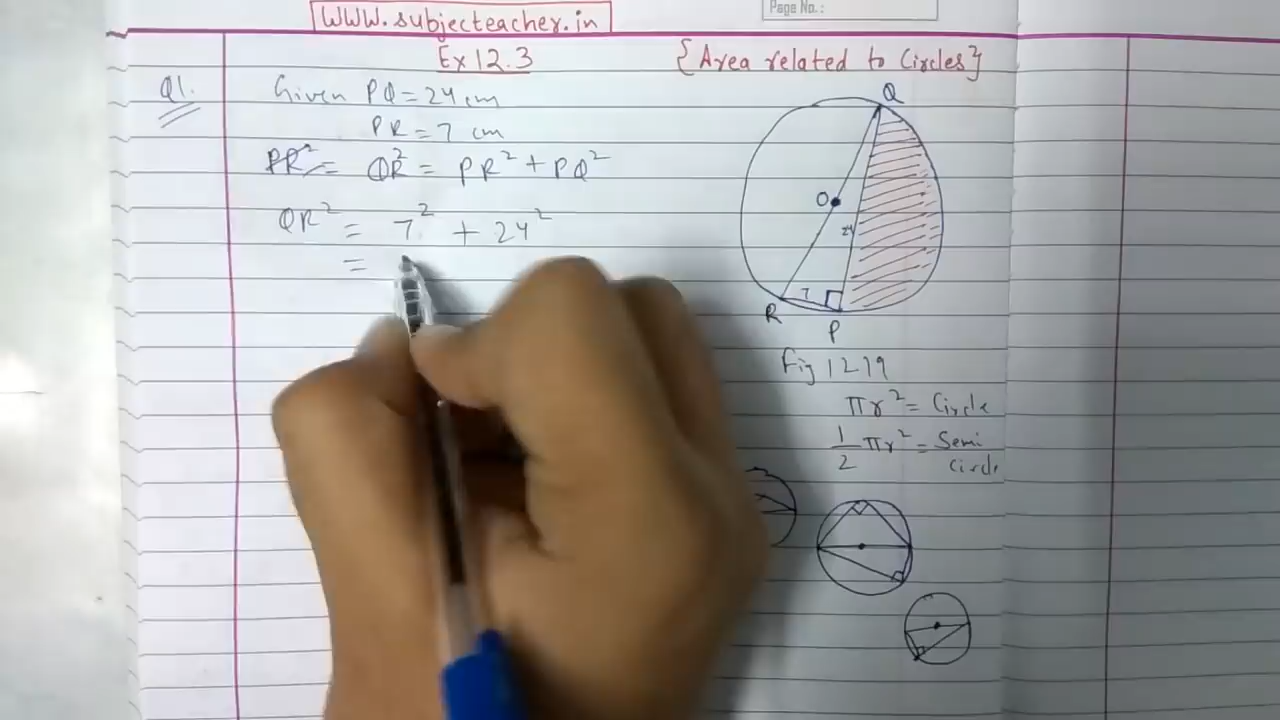 Page No.:
www.subjecteacher.in
Ex 12.3
{Area related to Circles}
Q1.
Given PQ = 24 cm
PR = 7 cm
PR² = QR² = PR² + PQ²
QR² = 7² + 24²
=
Q
O
24
7
R
P
Fig 12.19
πr² = Circle
1/2 πr² = Semi circle